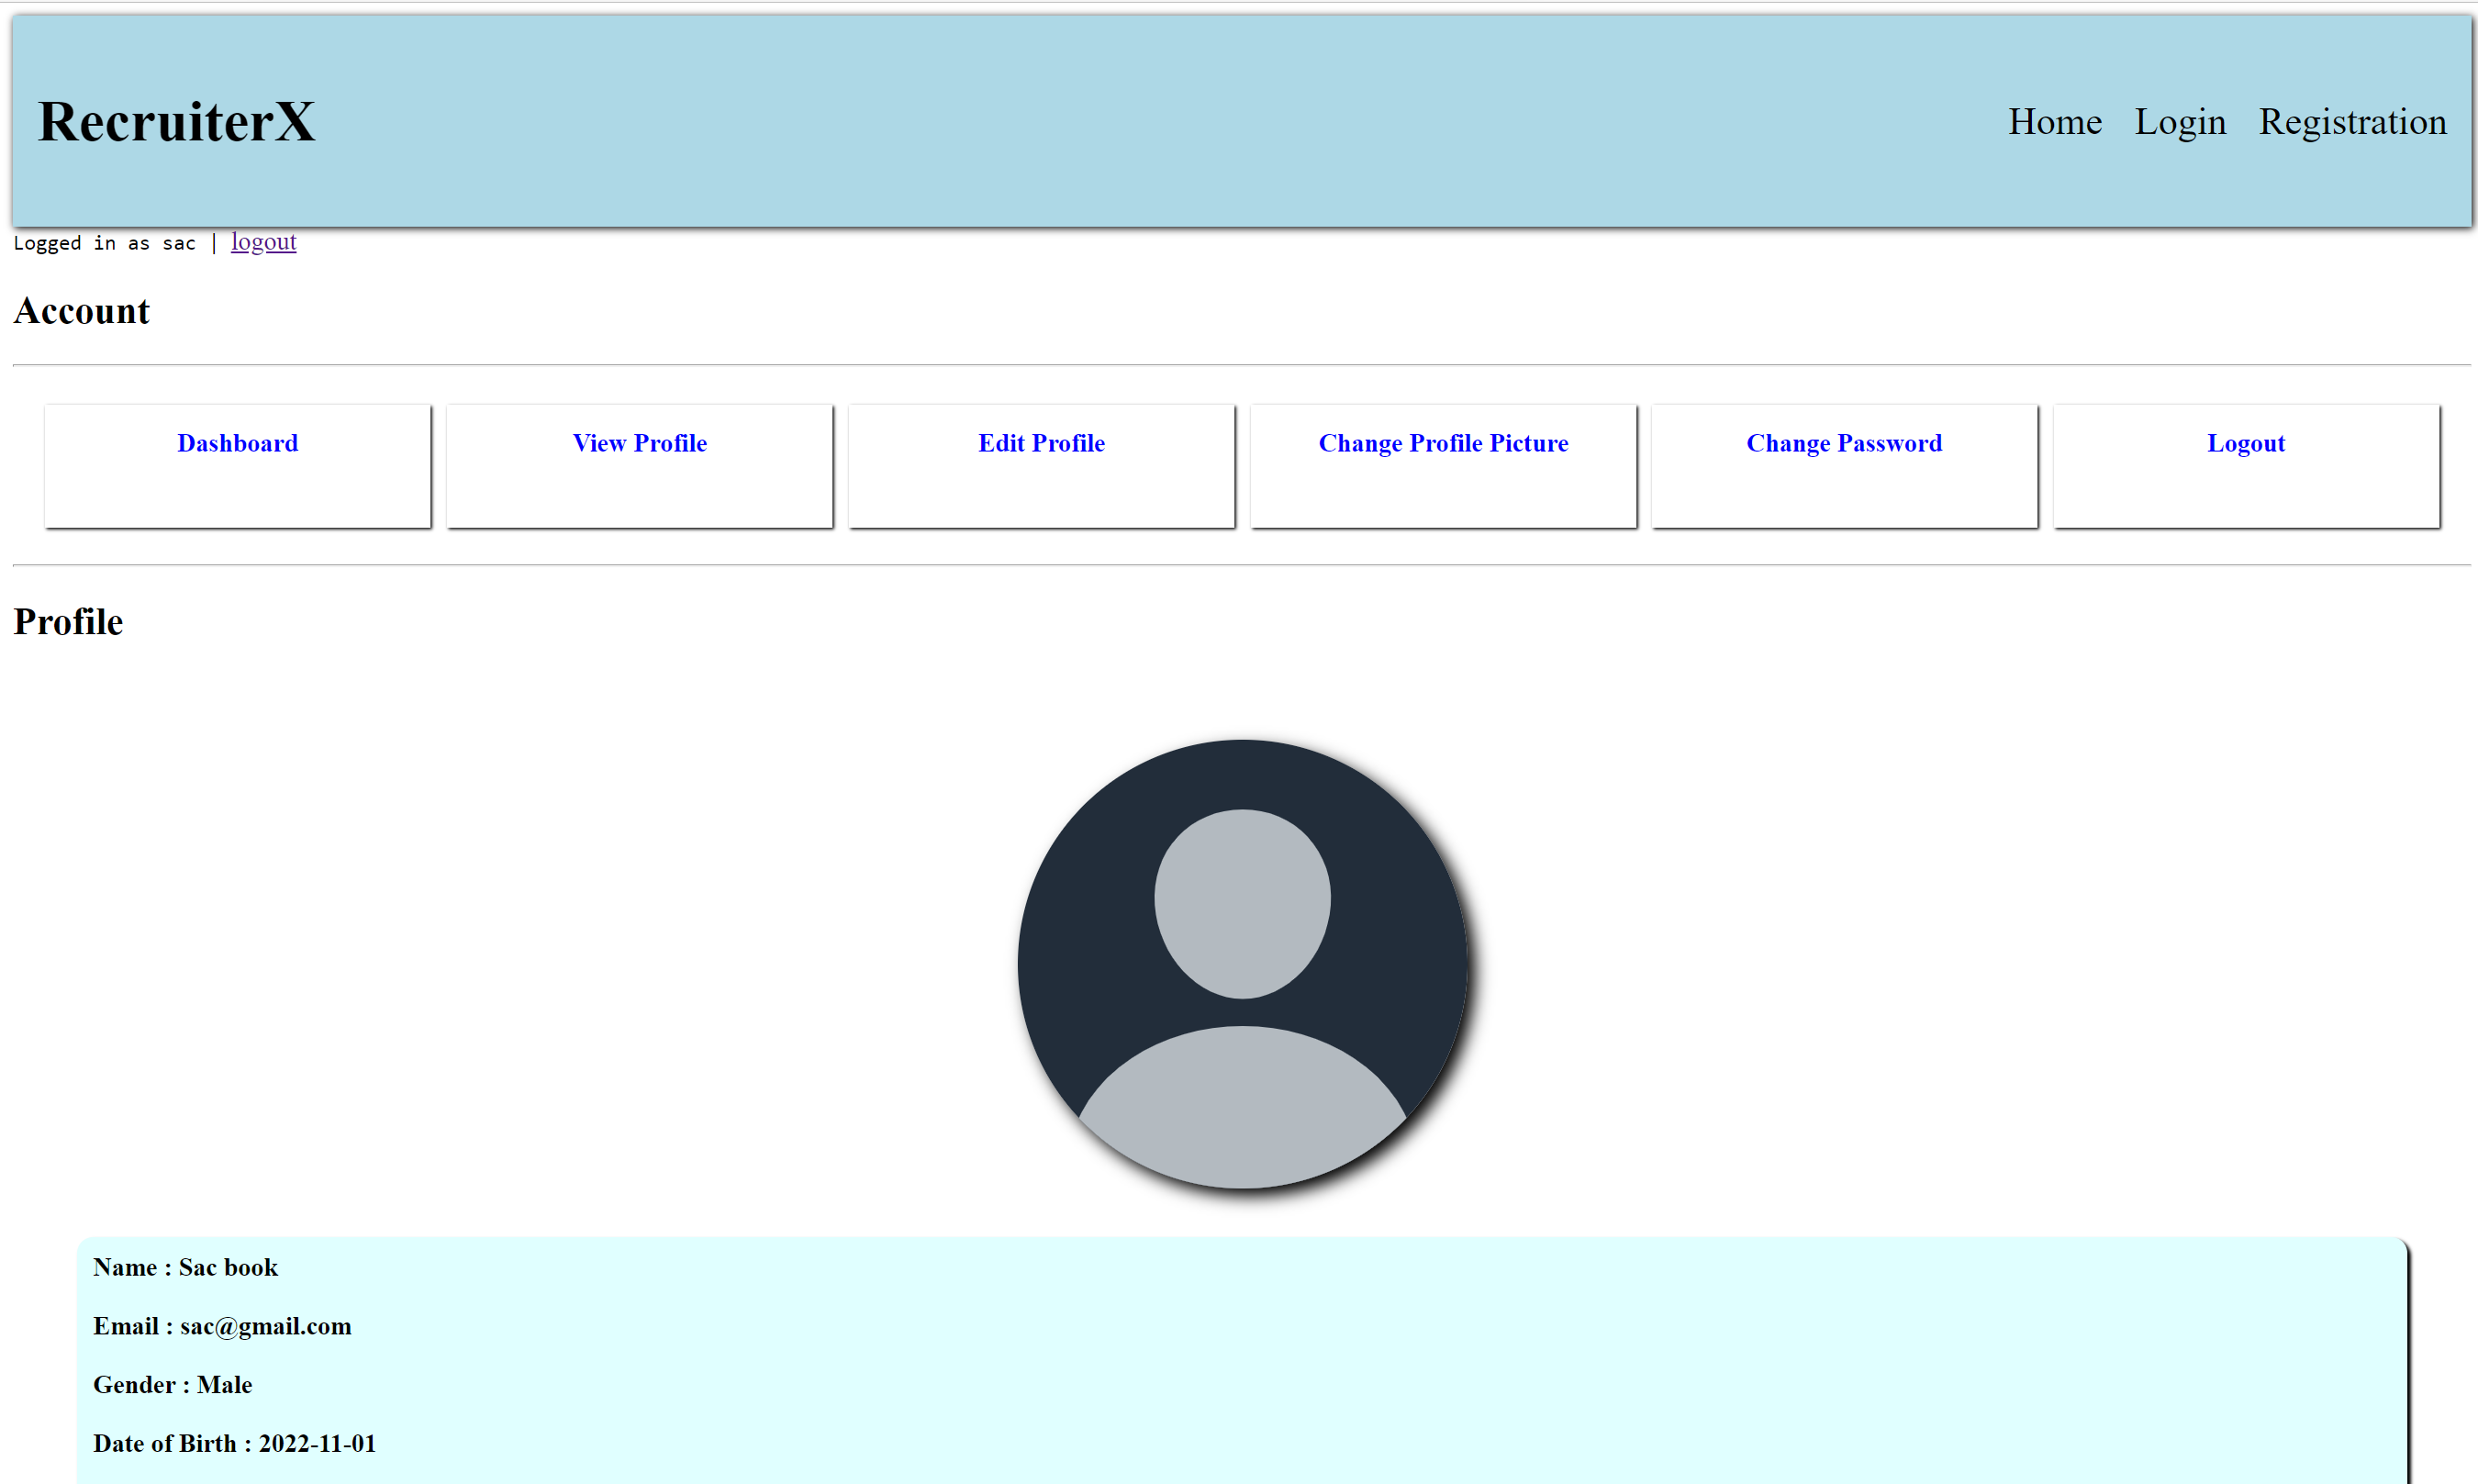 RecruiterX Home Login Registration
Logged in as sac | logout
Account
Dashboard View Profile Edit Profile Change Profile Picture Change Password Logout
Profile
Name : Sac book
Email : sac@gmail.com
Gender : Male
Date of Birth : 2022-11-01